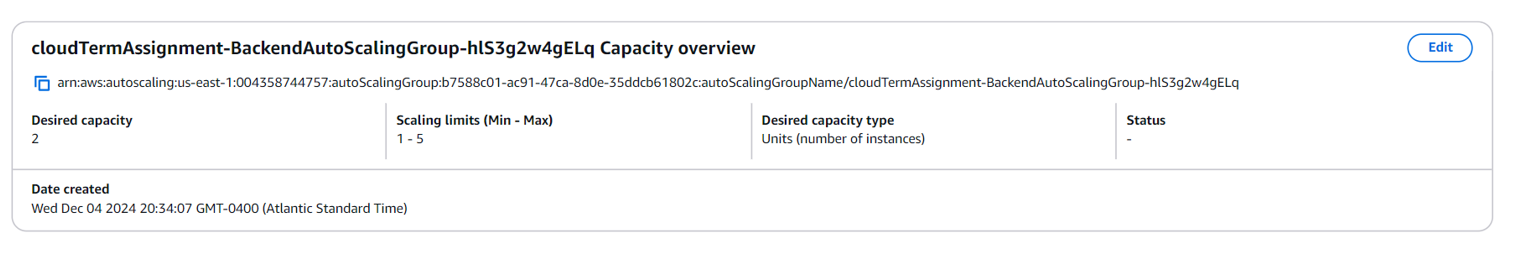 cloudTermAssignment-BackendAutoScalingGroup-hlS3g2w4gELq Capacity overview
Edit
arn:aws:autoscaling:us-east-1:004358744757:autoScalingGroup:b7588c01-ac91-47ca-8d0e-35ddcb61802c:autoScalingGroupName/cloudTermAssignment-BackendAutoScalingGroup-hlS3g2w4gELq
Desired capacity
2
Scaling limits (Min - Max)
1 - 5
Desired capacity type
Units (number of instances)
Status
-
Date created
Wed Dec 04 2024 20:34:07 GMT-0400 (Atlantic Standard Time)